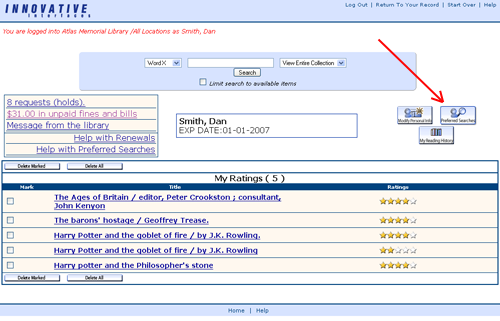 INNOVATIVE
interfaces
Log Out | Return To Your Record | Start Over | Help
You are logged into Atlas Memorial Library /All Locations as Smith, Dan
Word X View Entire Collection
Search
Limit search to available items
8 requests (holds).
$31.00 in unpaid fines and bills
Message from the library
Help with Renewals
Help with Preferred Searches
Smith, Dan
EXP DATE:01-01-2007
Modify Personal Info
Preferred Searches
My Reading History
Delete Marked Delete All
My Ratings ( 5 )
Mark Title Ratings
The Ages of Britain / editor, Peter Crookston ; consultant,
John Kenyon
The barons' hostage / Geoffrey Trease.
Harry Potter and the goblet of fire / by J.K. Rowling.
Harry Potter and the goblet of fire / by J.K. Rowling
Harry potter and the Philosopher's stone
Delete Marked Delete All
Home | Help